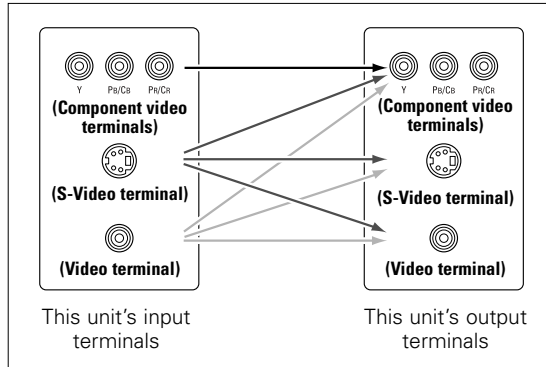 Y PB/CB PR/CR
(Component video
terminals)
(S-Video terminal)
(Video terminal)
This unit's input
terminals
Y PB/CB PR/CR
(Component video
terminals)
(S-Video terminal)
(Video terminal)
This unit's output
terminals